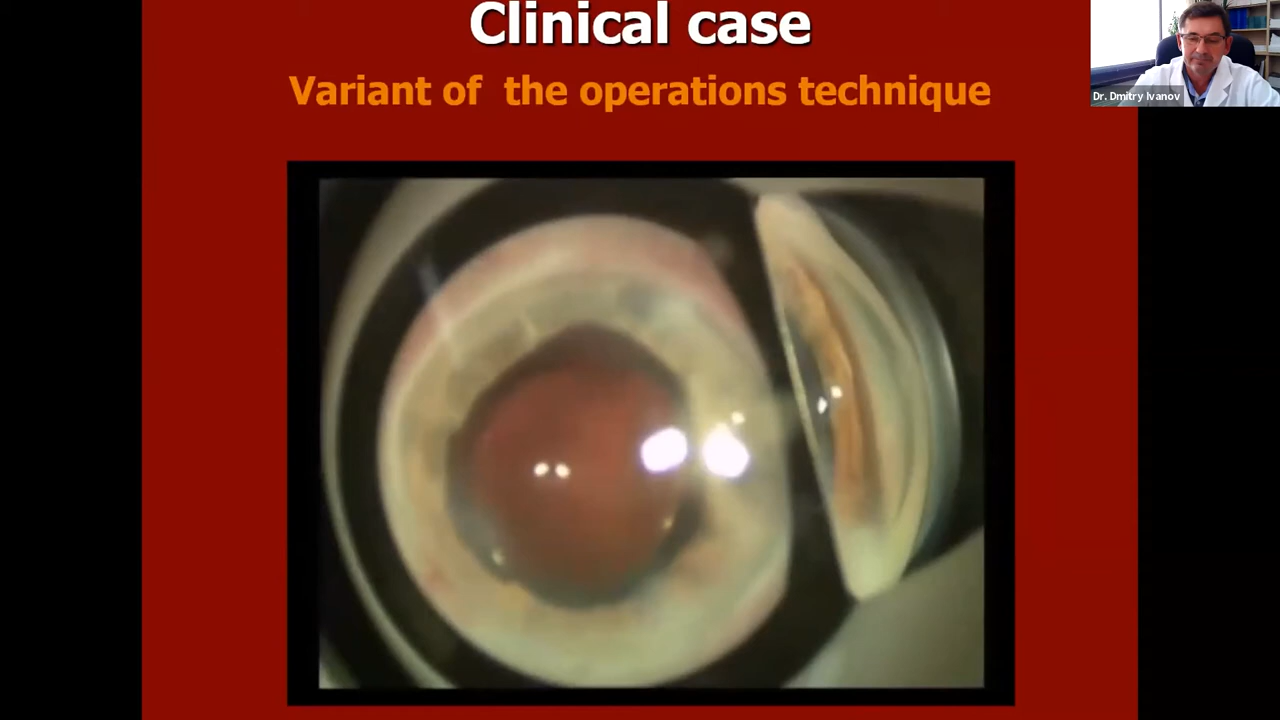 Clinical case
Variant of the operations technique
Dr. Dmitry Ivanov